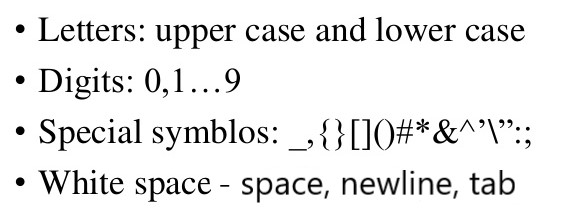 • Letters: upper case and lower case
• Digits: 0,1…9
• Special symblos: _,{}[]()#*&^’\”:;
• White space - space, newline, tab